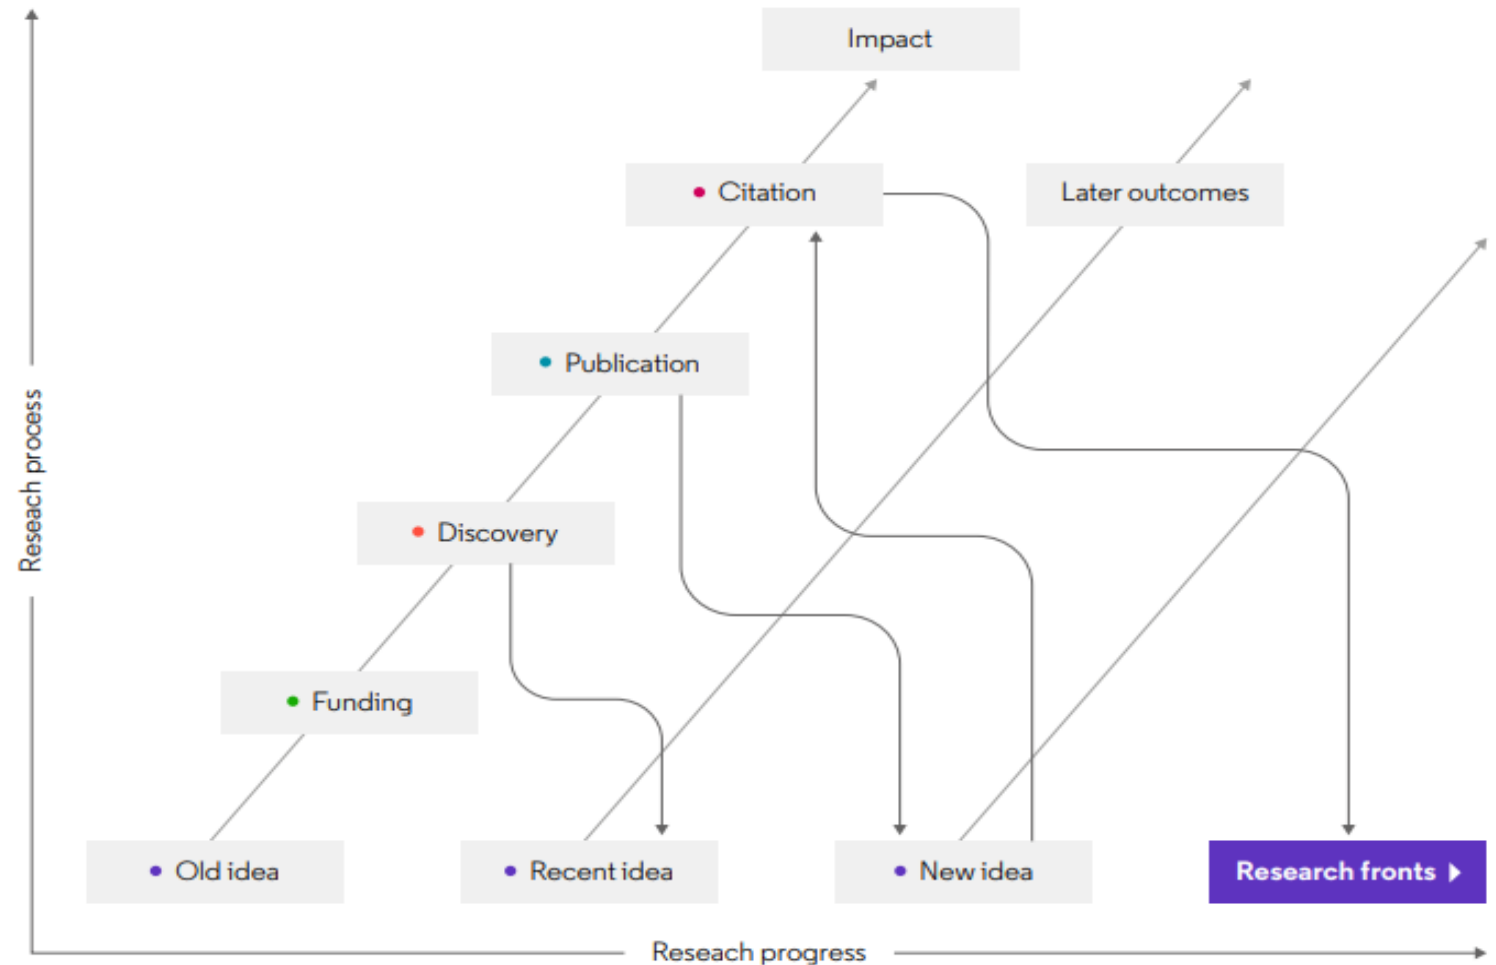 Impact
Citation
Later outcomes
Publication
Reseach process
Discovery
Funding
Old idea
Recent idea
New idea
Research fronts
Reseach progress